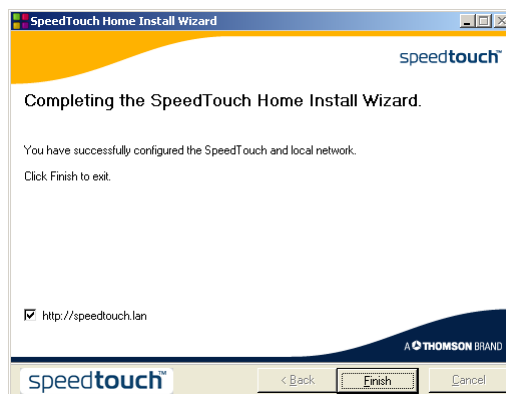 SpeedTouch Home Install Wizard
speedtouch™
Completing the SpeedTouch Home Install Wizard.
You have successfully configured the SpeedTouch and local network.
Click Finish to exit.
http://speedtouch.lan
A THOMSON BRAND
speedtouch™
< Back
Finish
Cancel